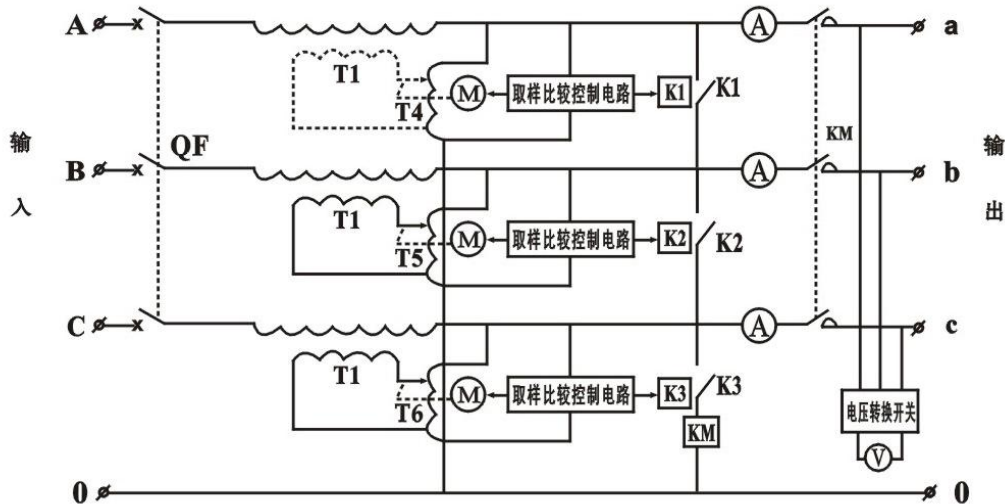 A A a
T1
M 取样比较控制电路 K1 K1
T4
输入
QF
KM
输出
B A b
T1
M 取样比较控制电路 K2 K2
T5
C A c
T1
M 取样比较控制电路 K3 K3
T6
KM
电压转换开关
V
0 0